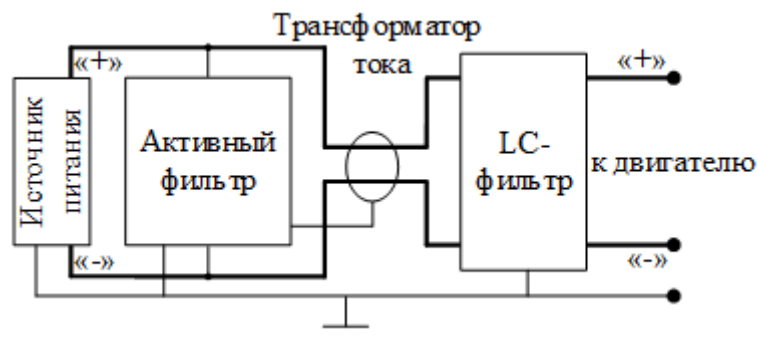 Трансформатор
тока
«+»
«+»
Источник
питания
Активный
фильтр
LC-
фильтр
к двигателю
«-»
«-»